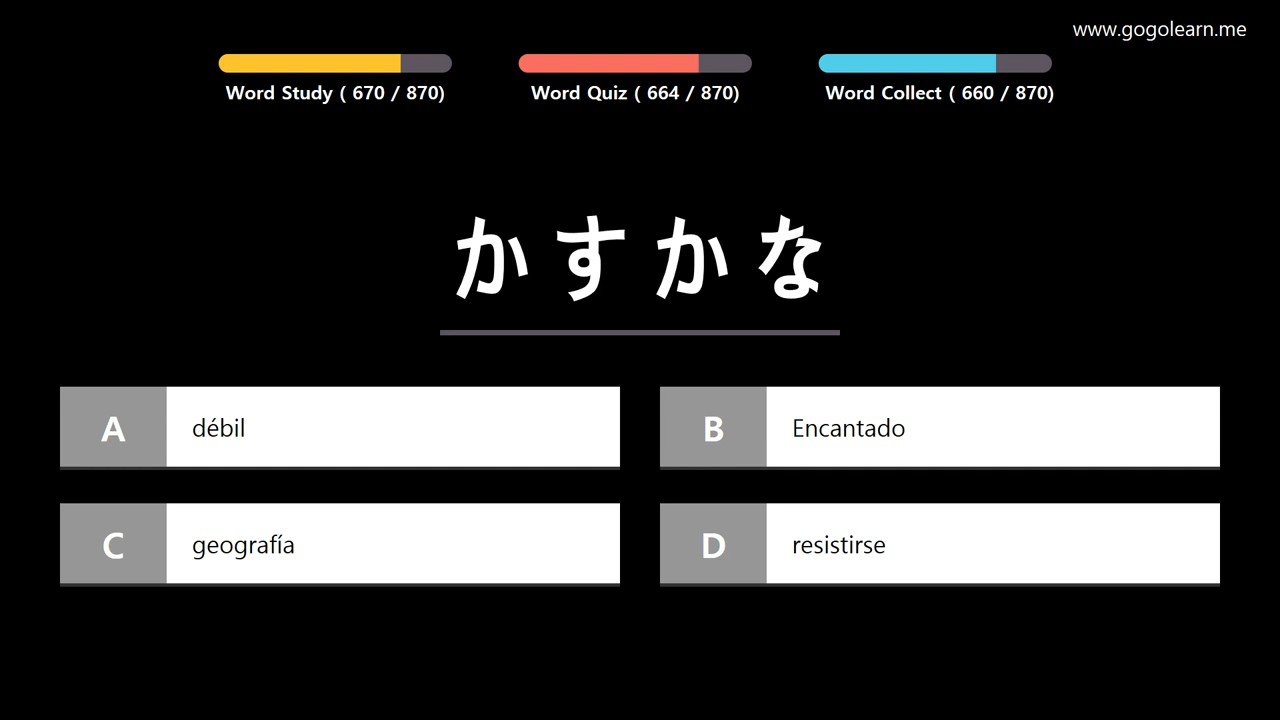 www.gogolearn.me
Word Study ( 670 / 870)
Word Quiz ( 664 / 870)
Word Collect ( 660 / 870)
かすかな
A débil
B Encantado
C geografía
D resistirse